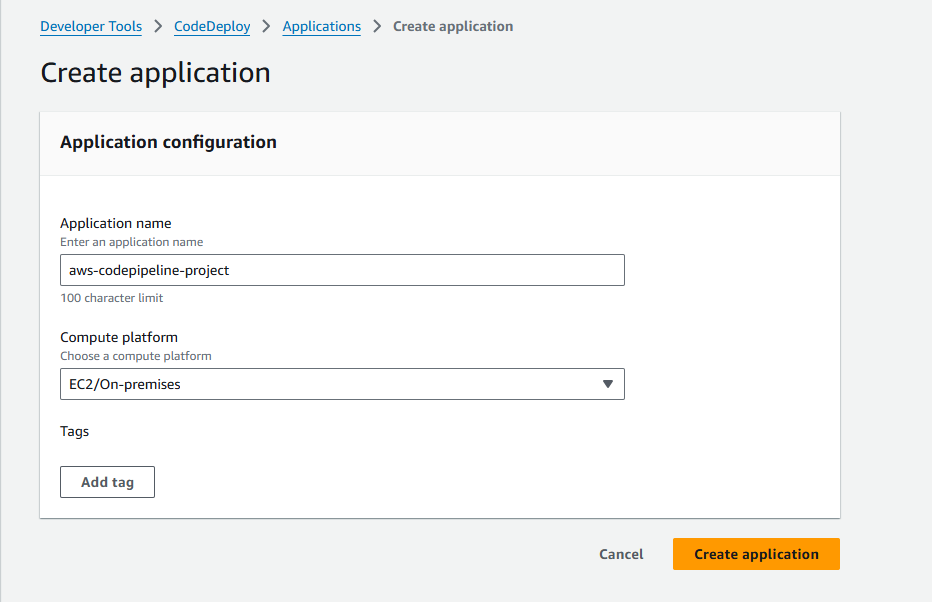 Developer Tools > CodeDeploy > Applications > Create application
Create application
Application configuration
Application name
Enter an application name
aws-codepipeline-project
100 character limit
Compute platform
Choose a compute platform
EC2/On-premises
Tags
Add tag
Cancel Create application